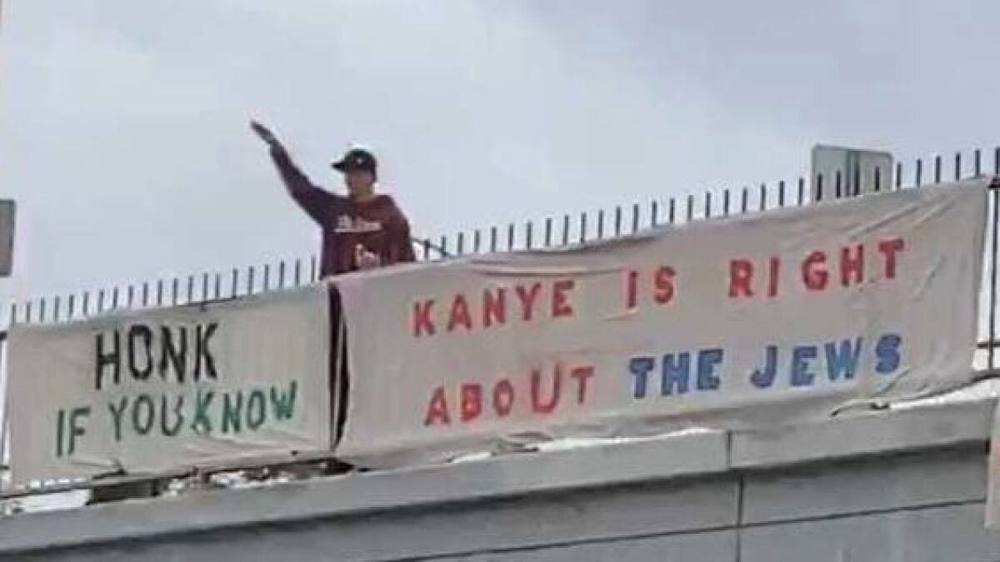 HONK
IF YOU KNOW
KANYE IS RIGHT
ABOUT THE JEWS